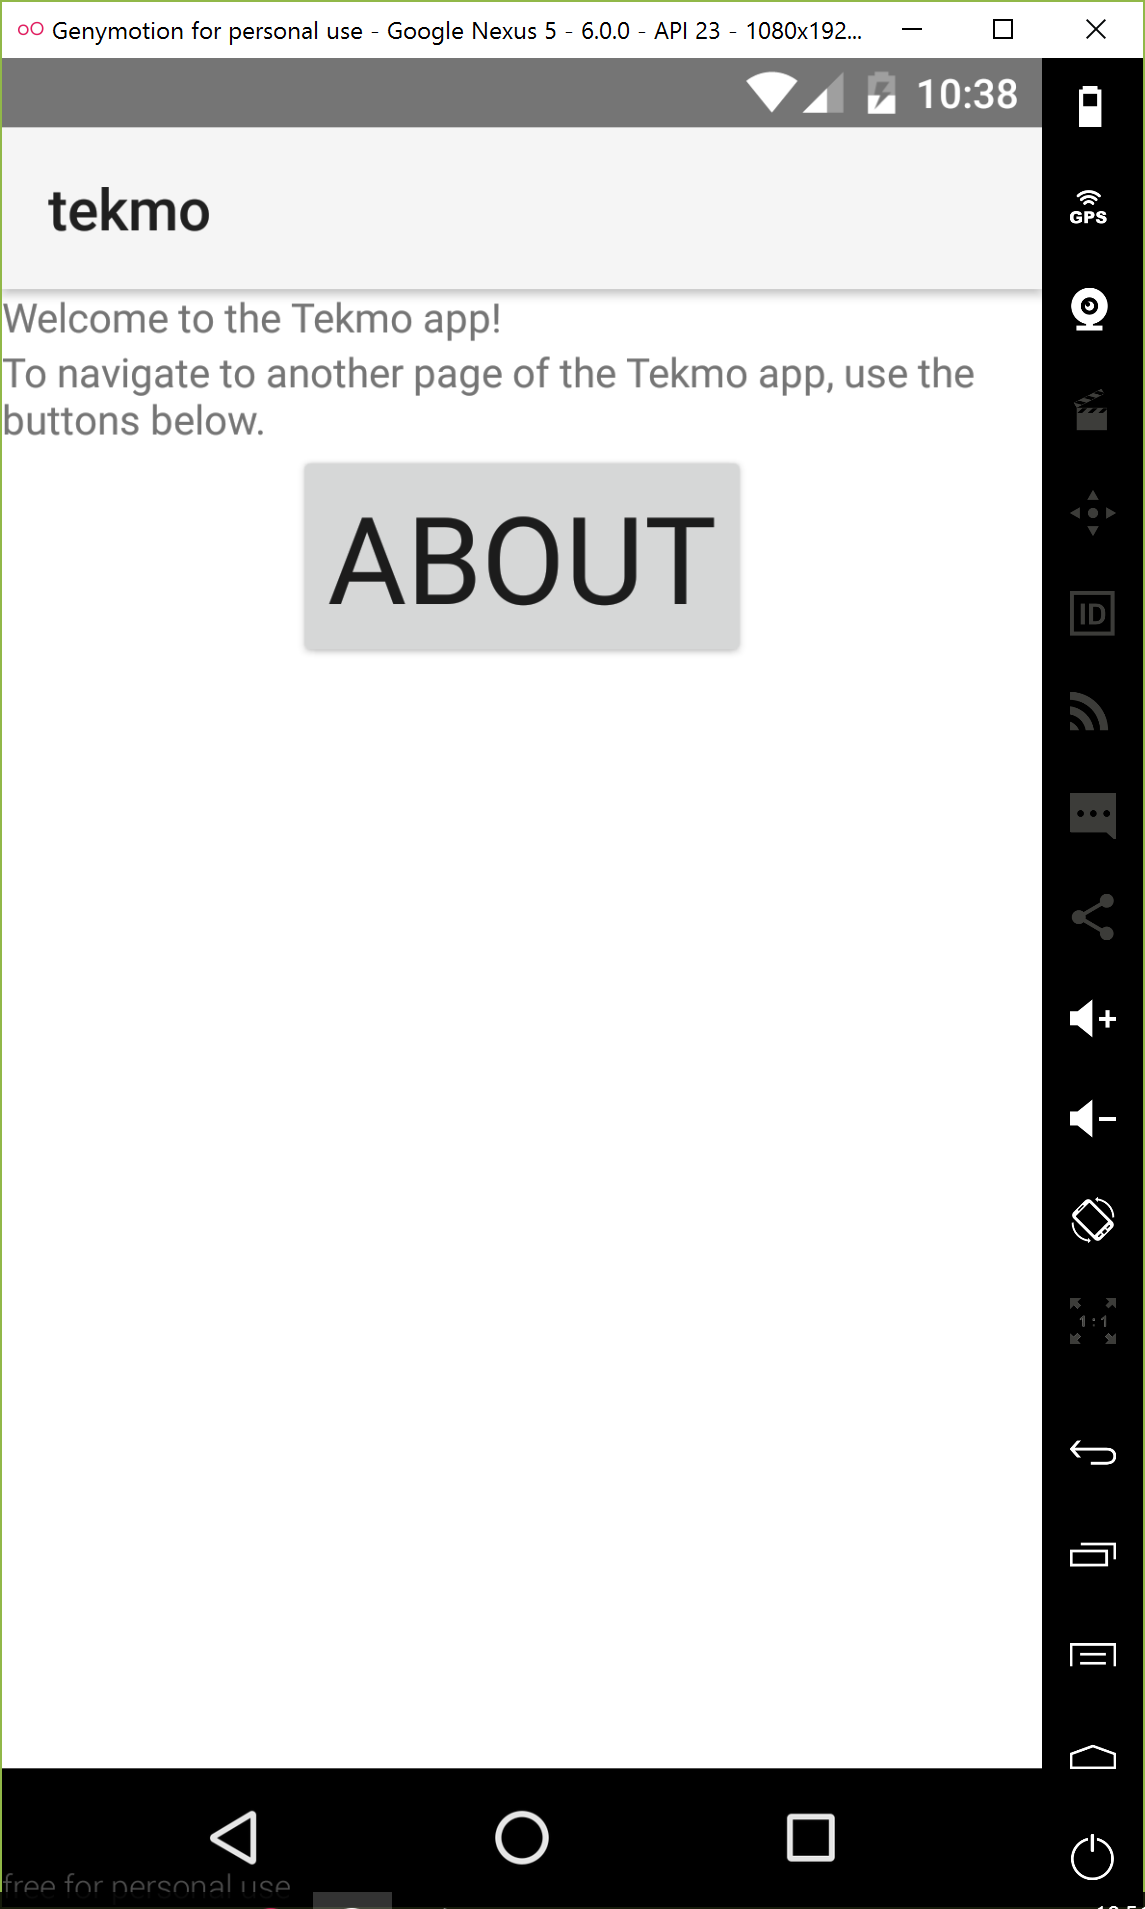 Genymotion for personal use - Google Nexus 5 - 6.0.0 - API 23 - 1080x192...
10:38
GPS
tekmo
Welcome to the Tekmo app!
To navigate to another page of the Tekmo app, use the
buttons below.
ABOUT
ID
1:1
free for personal use